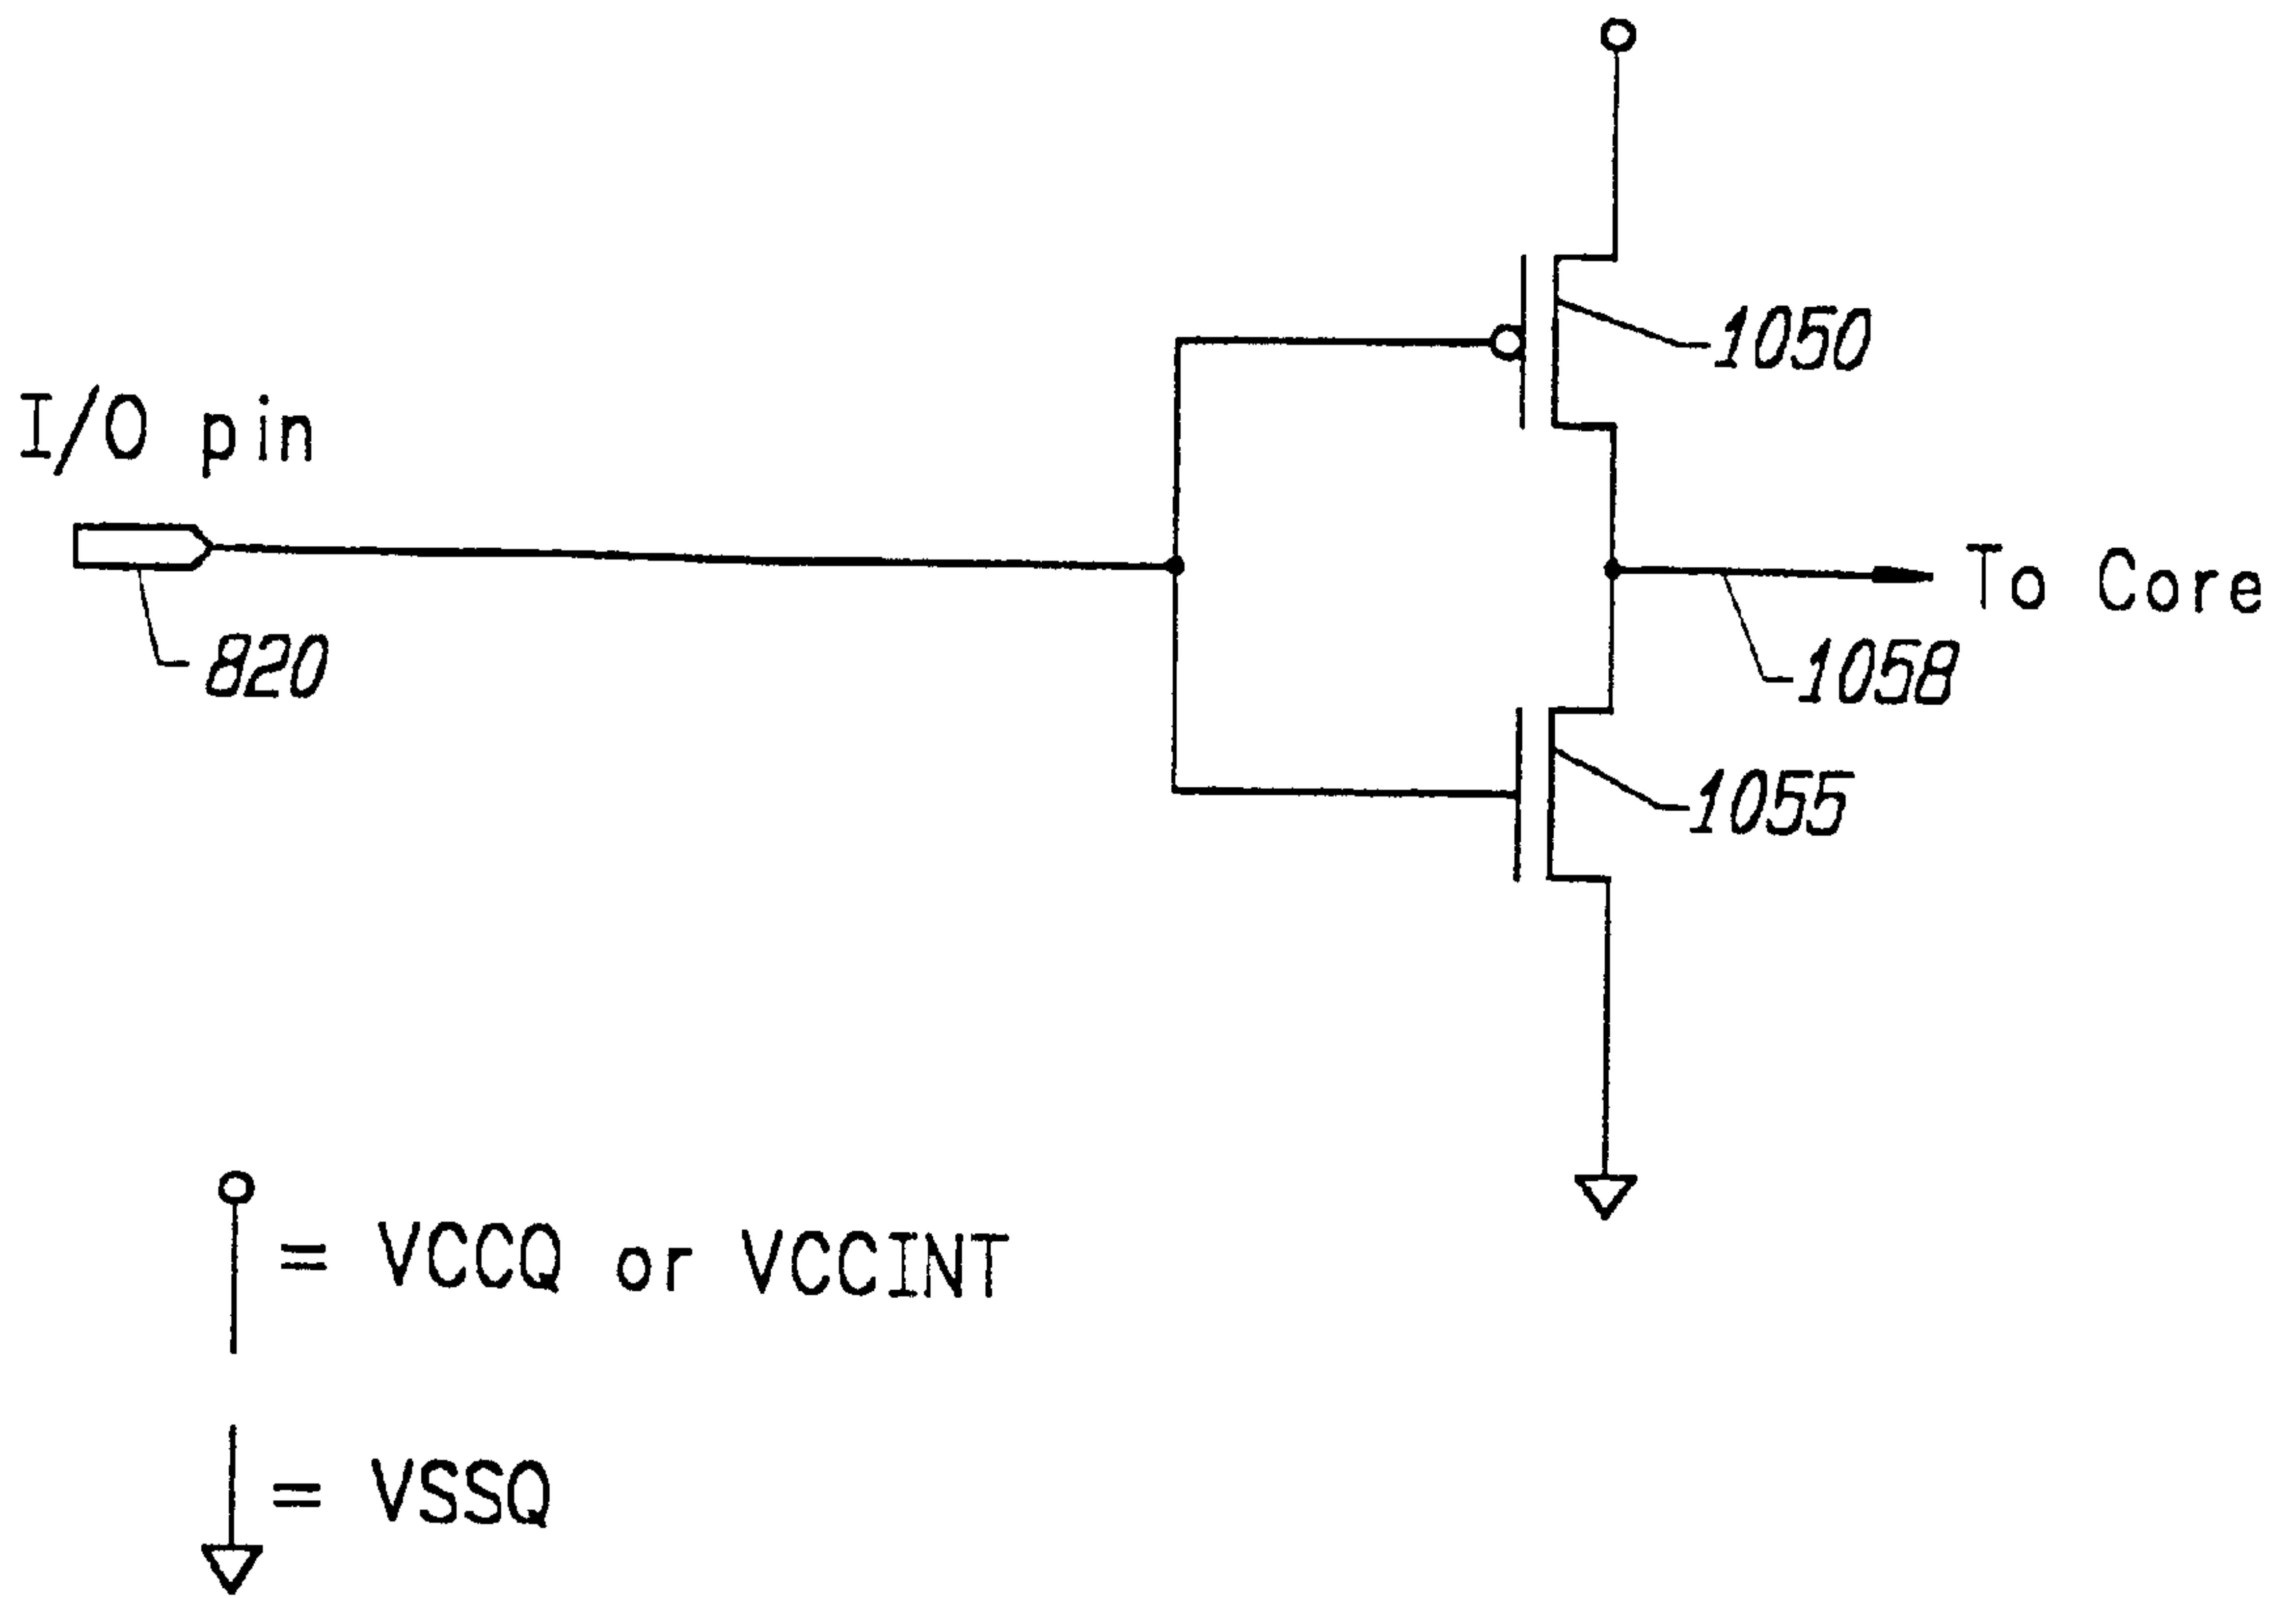 1050
I/O pin
To Core
820
1058
1055
= VCCQ or VCCINT
= VSSQ